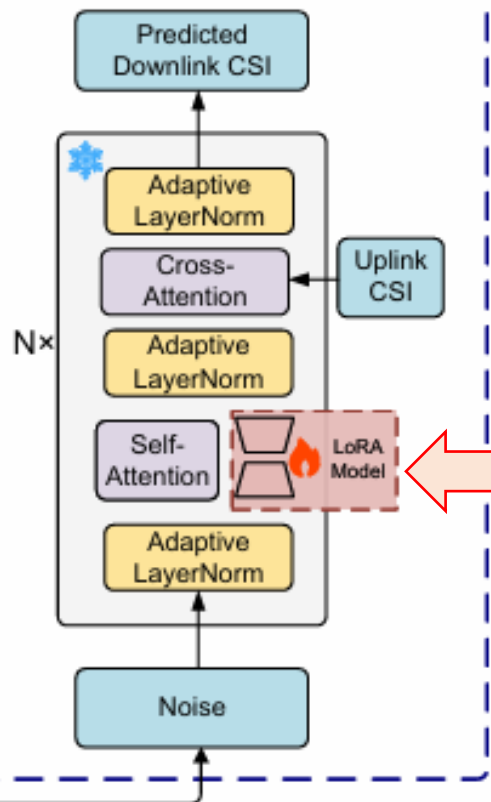 Predicted
Downlink CSI
Adaptive
LayerNorm
Cross-
Attention
Uplink
CSI
N×
Adaptive
LayerNorm
Self-
Attention
LoRA
Model
Adaptive
LayerNorm
Noise